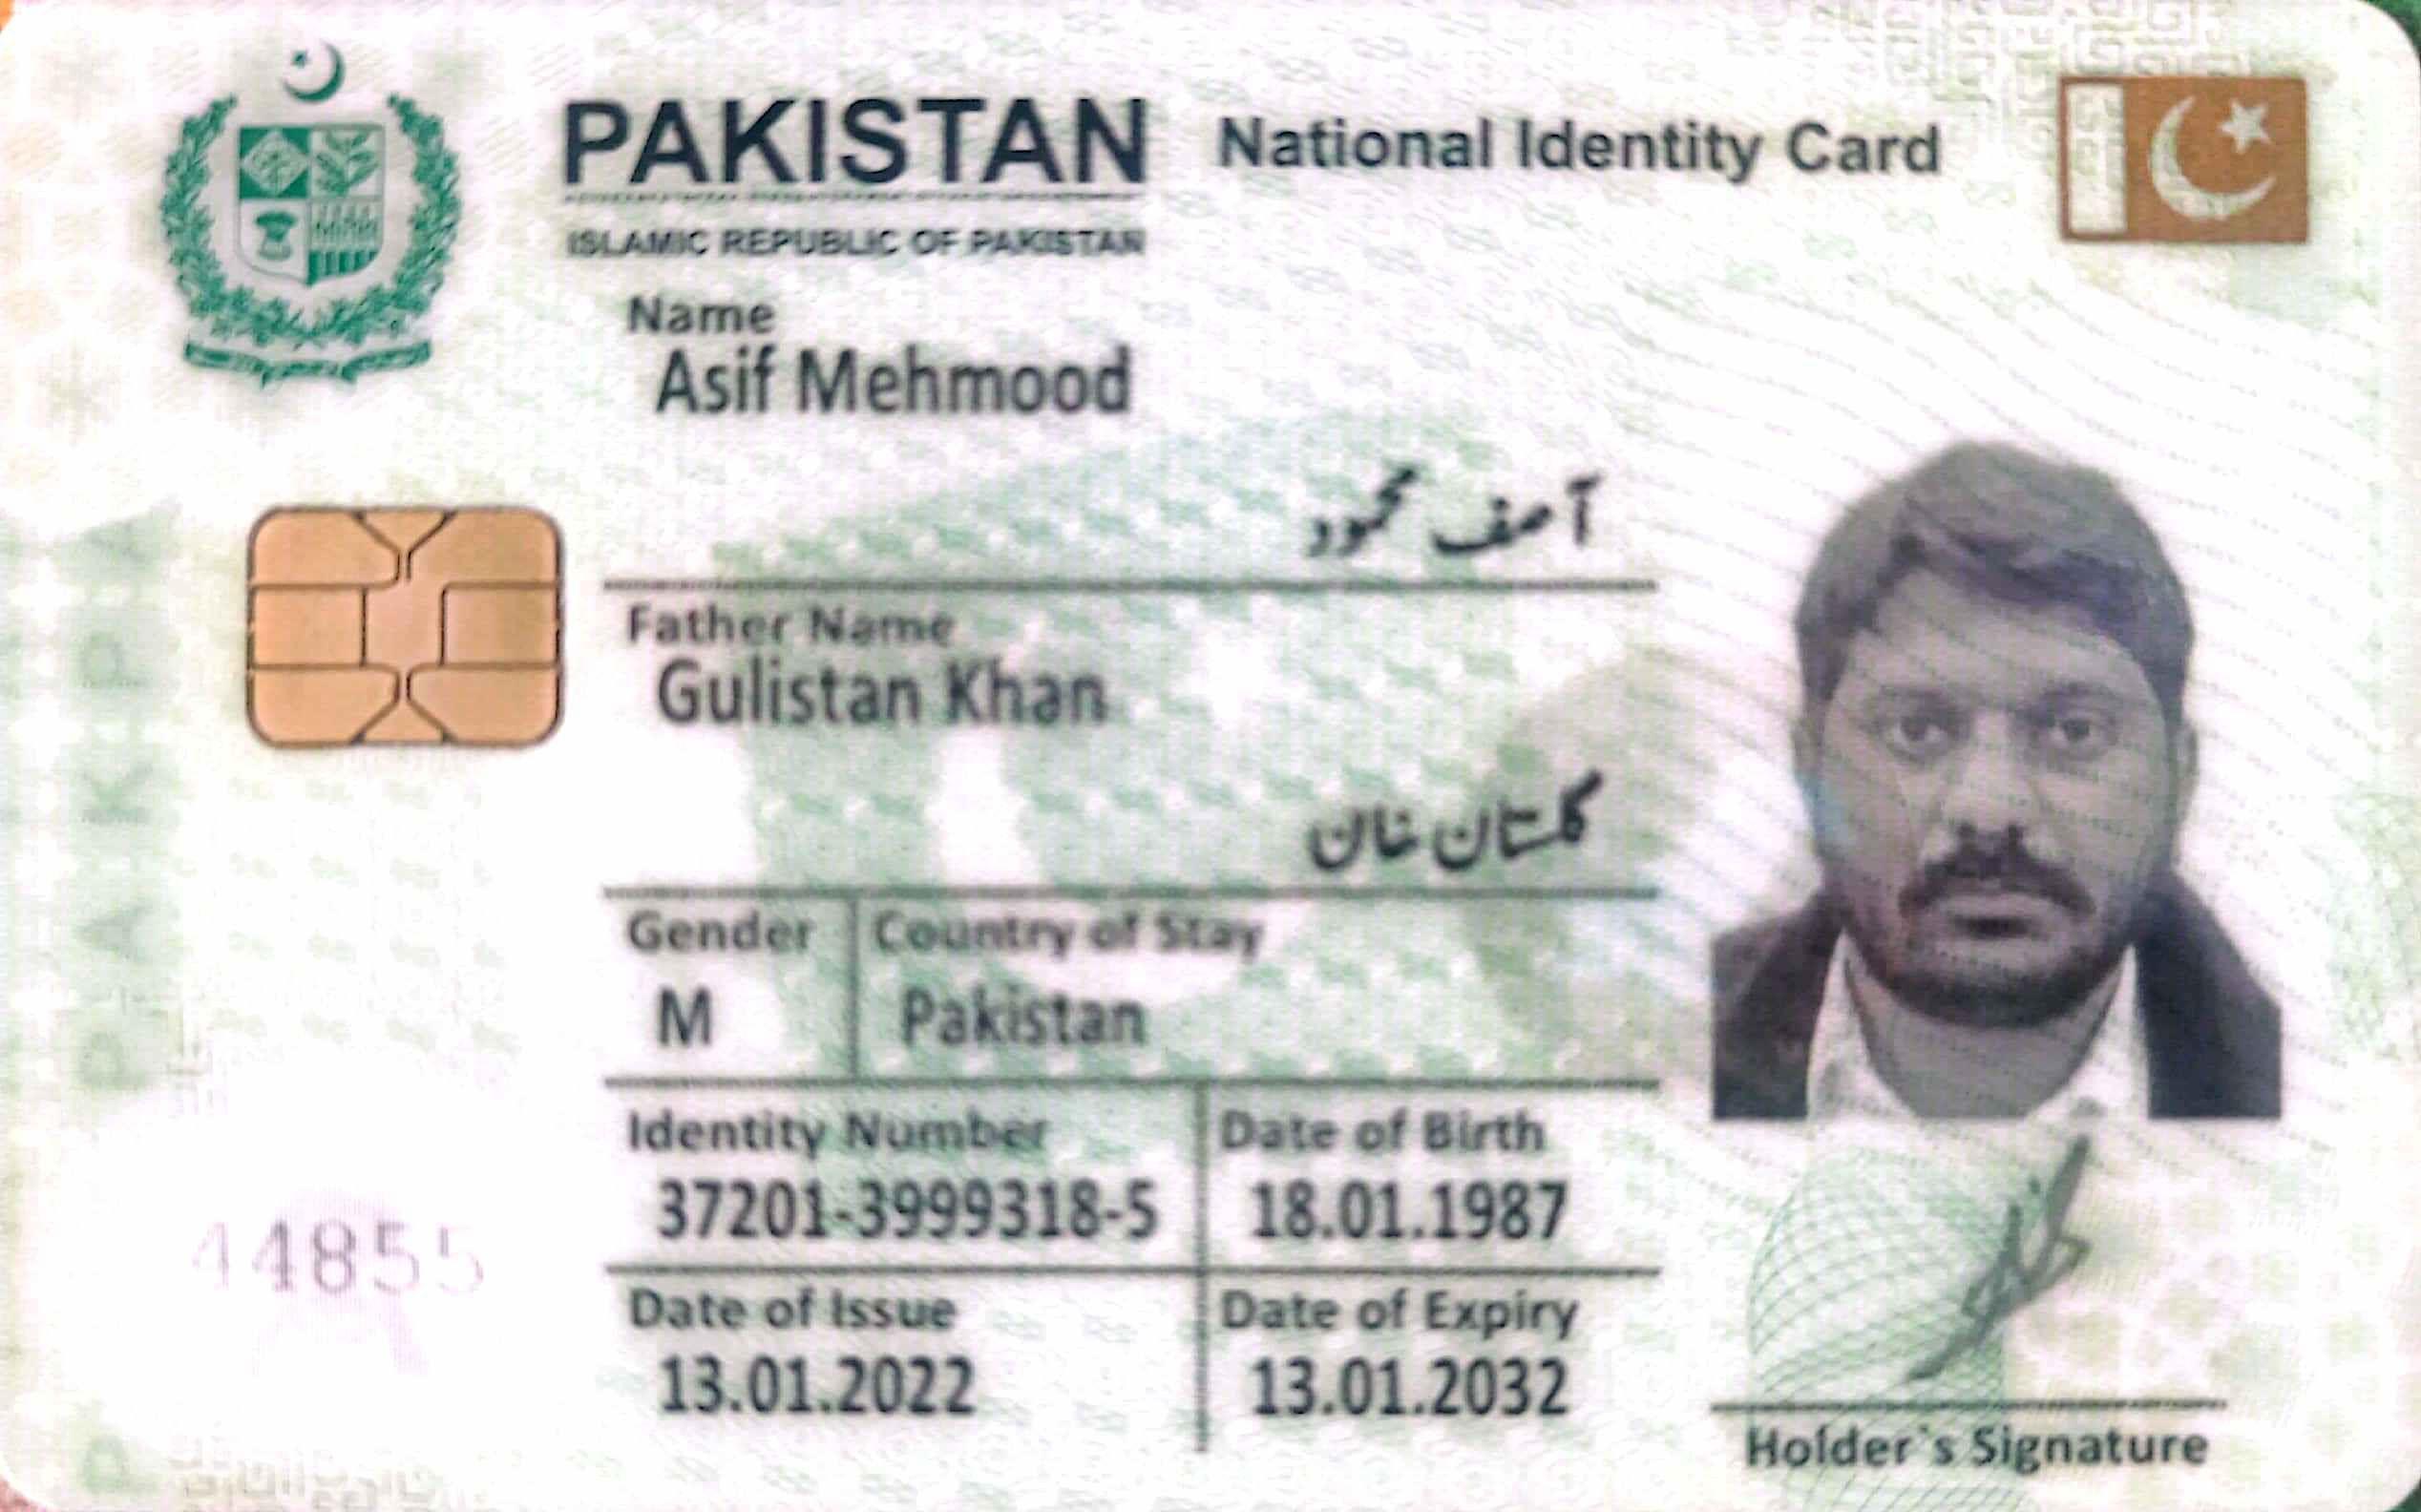 PAKISTAN National Identity Card
ISLAMIC REPUBLIC OF PAKISTAN
Name
Asif Mehmood
آصف محمود
Father Name
Gulistan Khan
گلستان خان
Gender Country of Stay
M Pakistan
Identity Number Date of Birth
37201-3999318-5 18.01.1987
Date of Issue Date of Expiry
13.01.2022 13.01.2032
44855
Holder's Signature